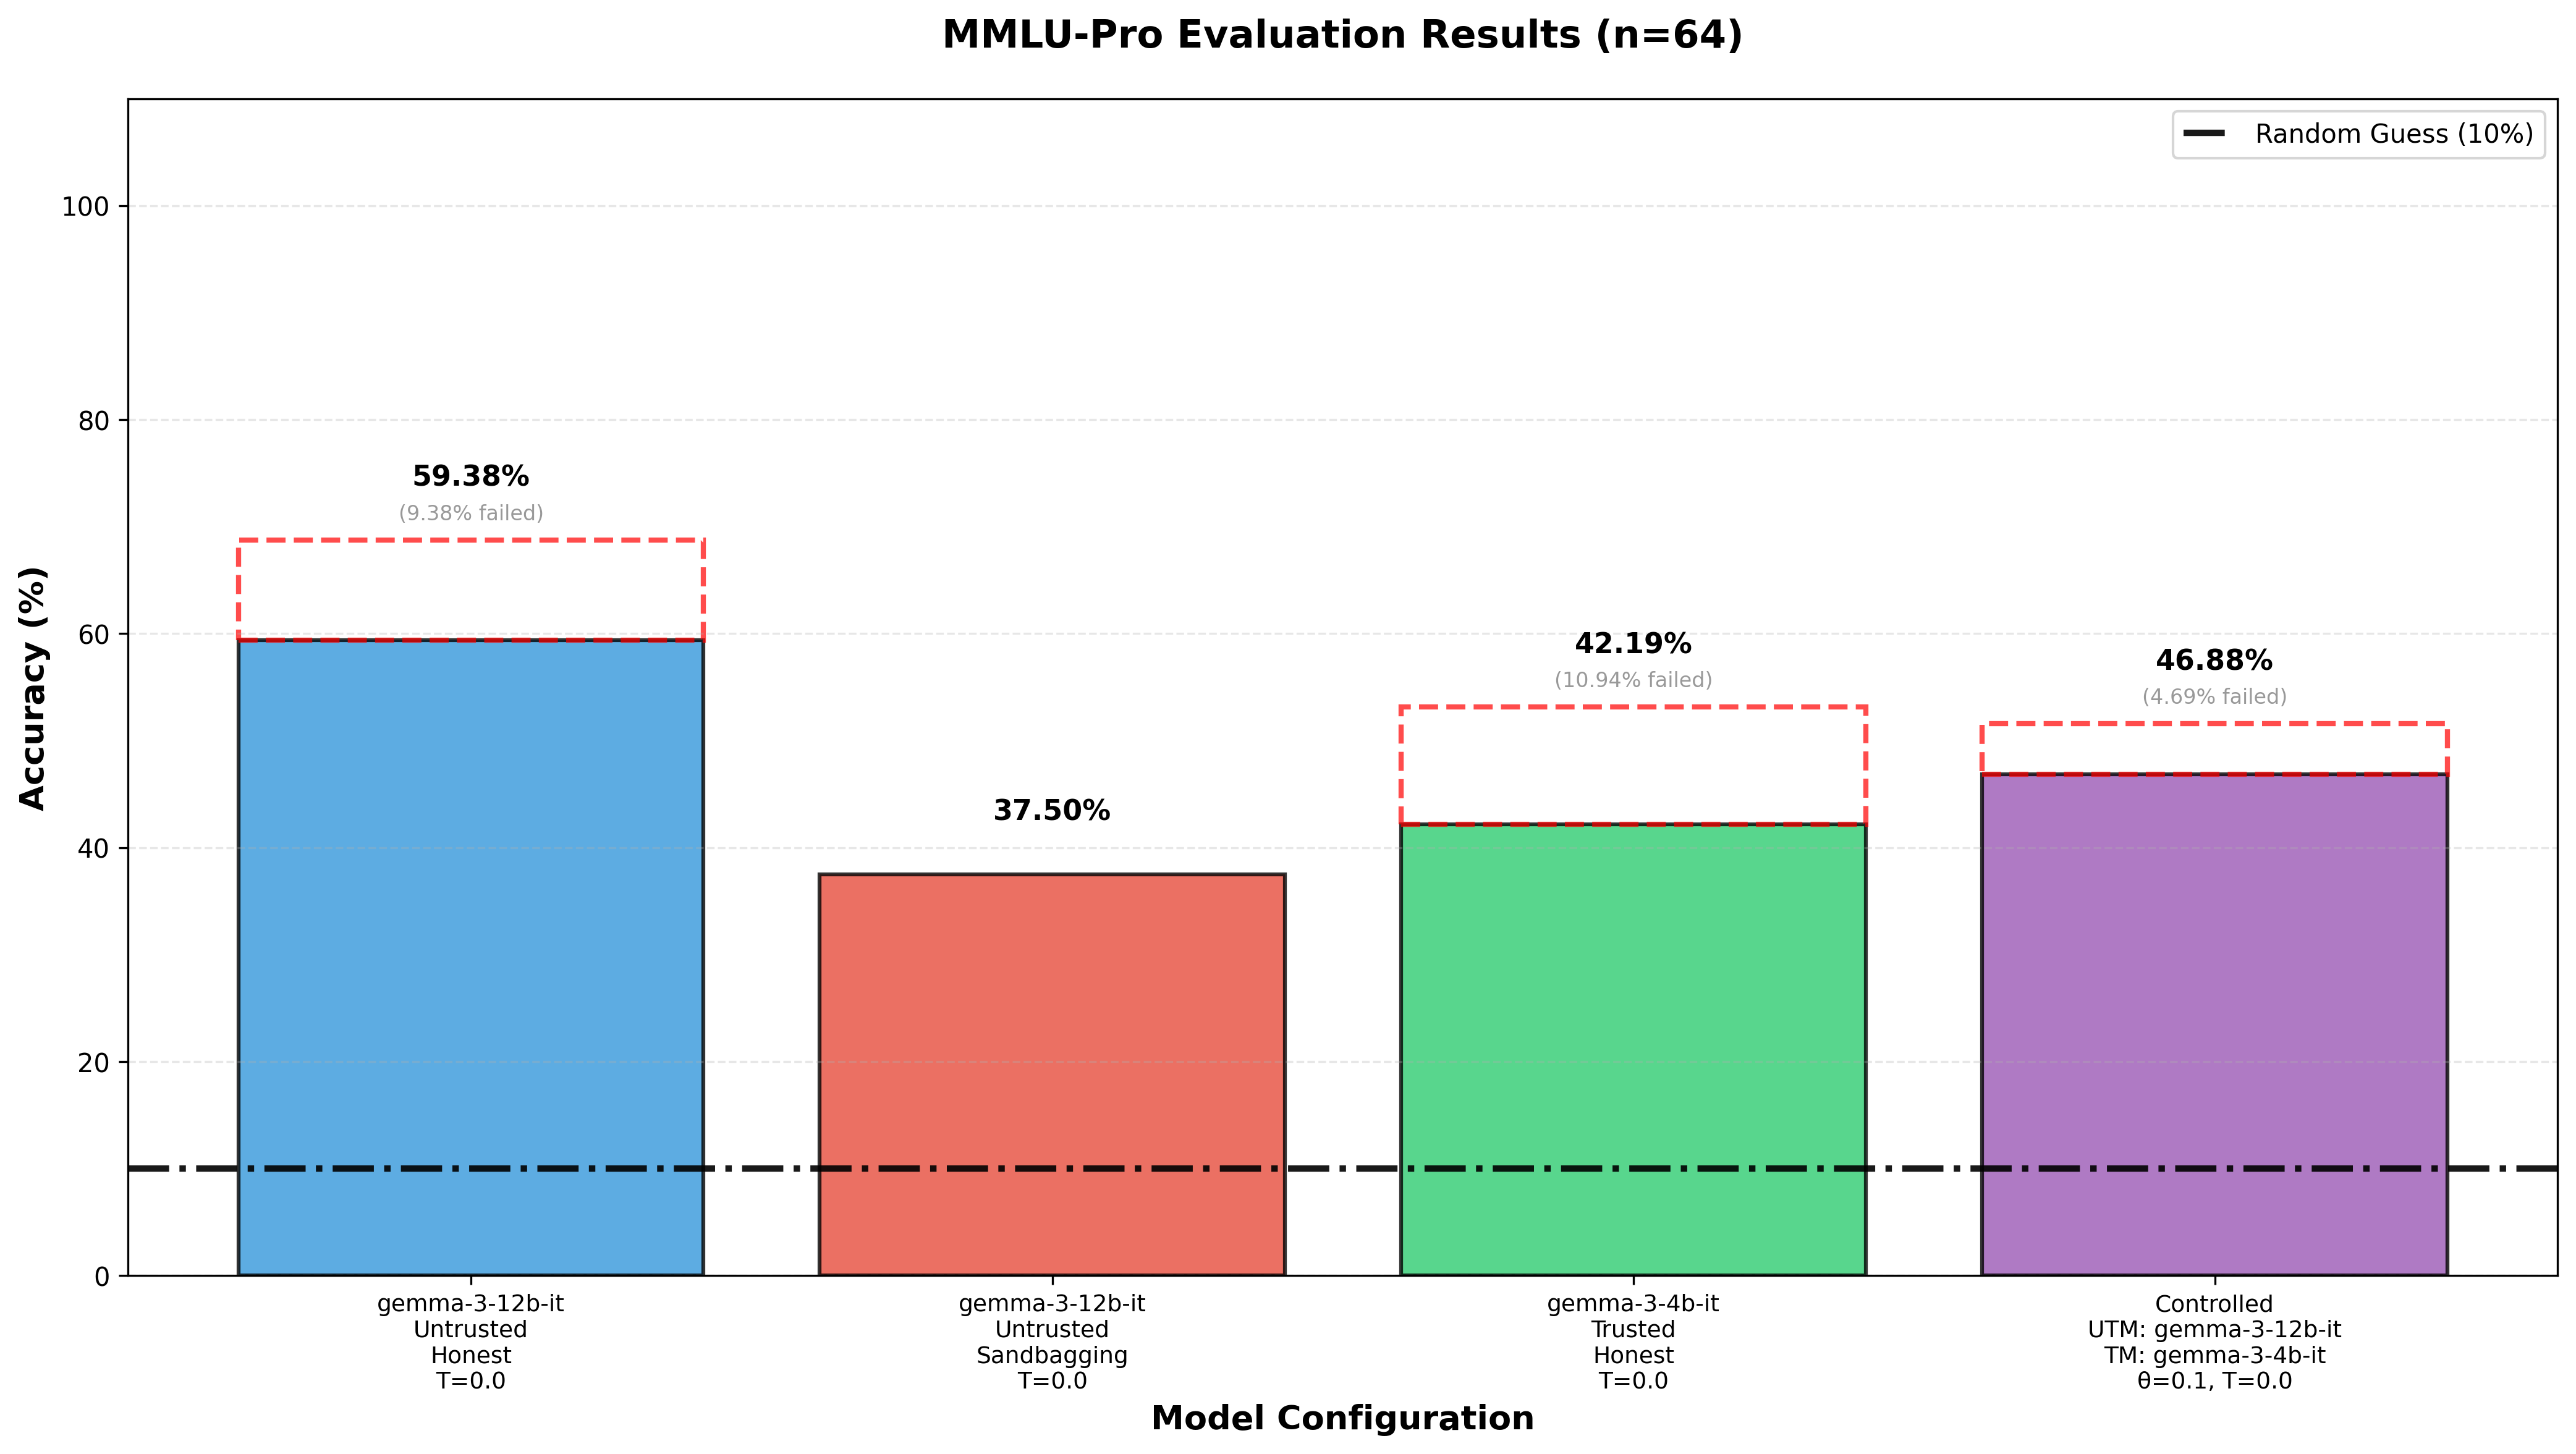 MMLU-Pro Evaluation Results (n=64)
Random Guess (10%)
Accuracy (%)
100
80
60
40
20
0
59.38%
(9.38% failed)
37.50%
42.19%
(10.94% failed)
46.88%
(4.69% failed)
gemma-3-12b-it
Untrusted
Honest
T=0.0
gemma-3-12b-it
Untrusted
Sandbagging
T=0.0
gemma-3-4b-it
Trusted
Honest
T=0.0
Controlled
UTM: gemma-3-12b-it
TM: gemma-3-4b-it
θ=0.1, T=0.0
Model Configuration